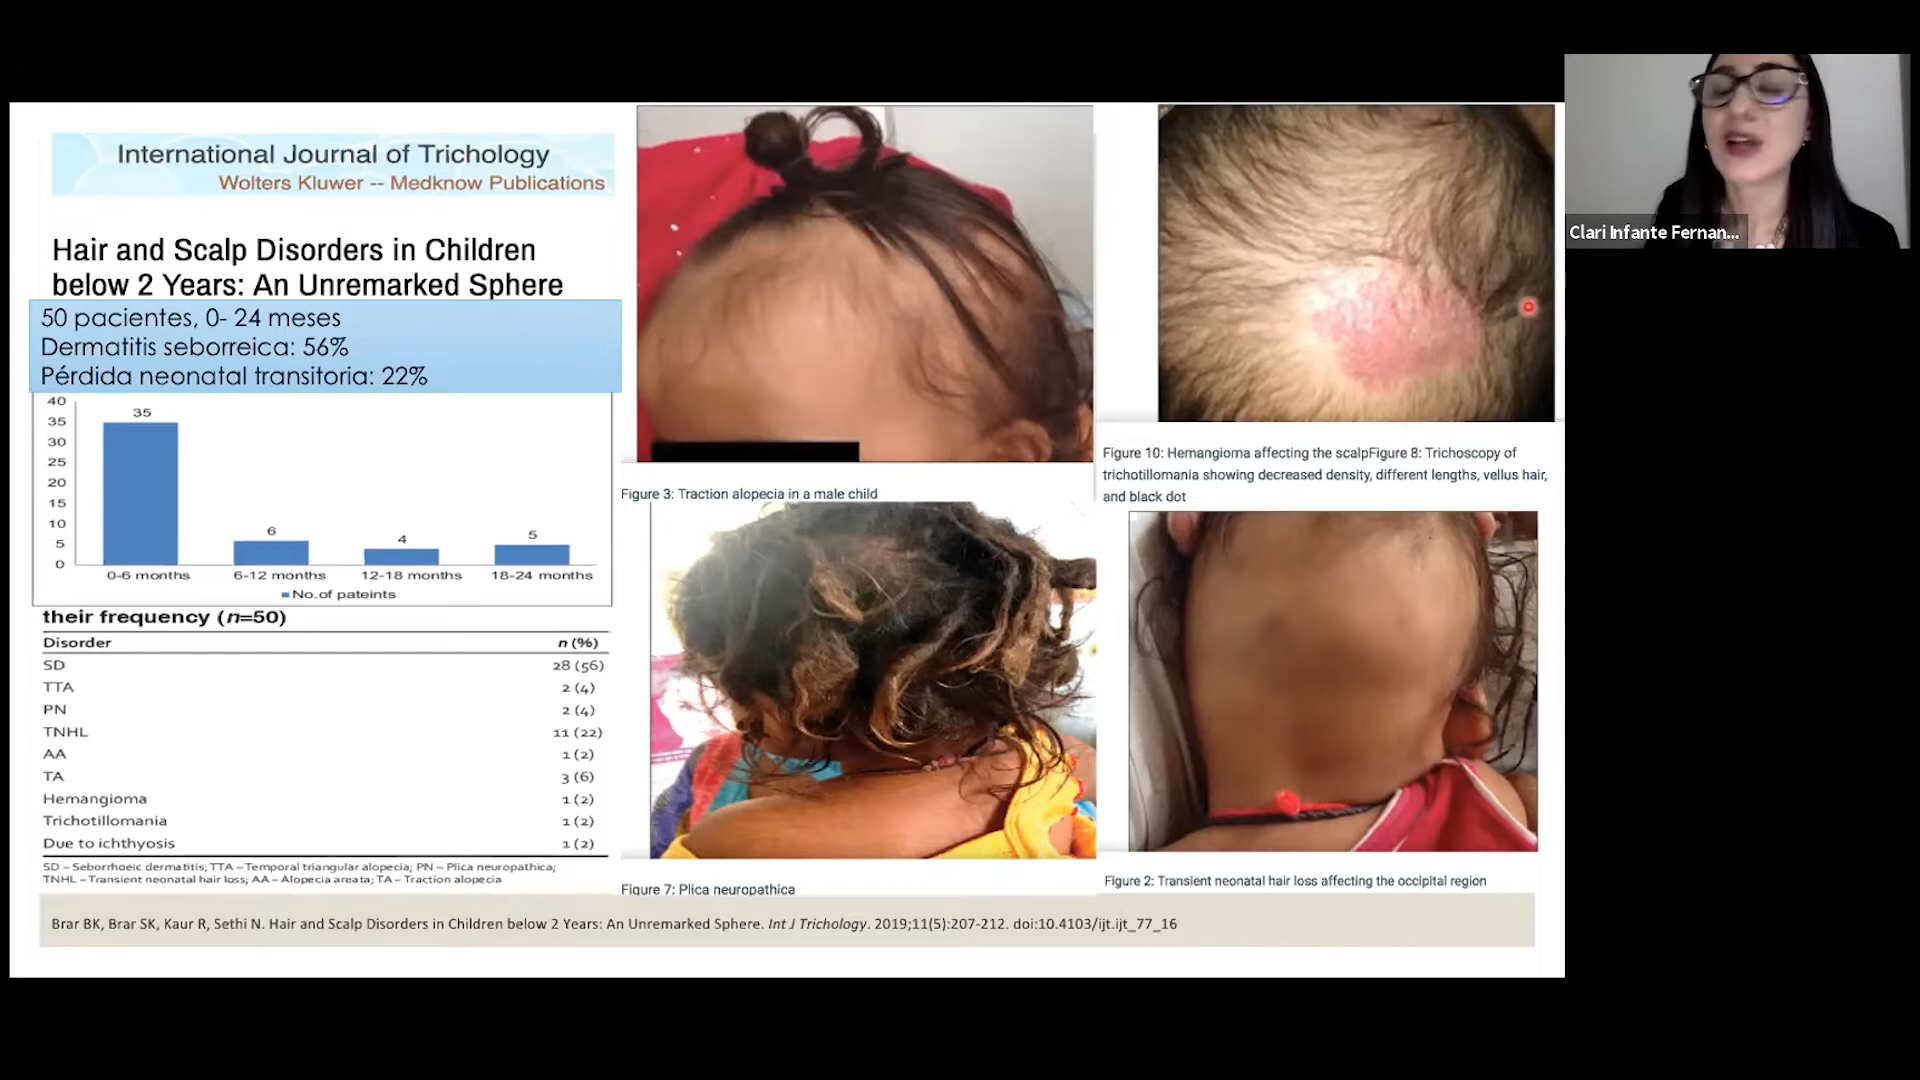 International Journal of Trichology
Wolters Kluwer -- Medknow Publications
Hair and Scalp Disorders in Children
below 2 Years: An Unremarked Sphere
50 pacientes, 0- 24 meses
Dermatitis seborreica: 56%
Pérdida neonatal transitoria: 22%
40
35
30
25
20
15
10
5
0
35
6
4
5
0-6 months
6-12 months
12-18 months
18-24 months
No.of pateints
their frequency (n=50)
Disorder n (%)
SD 28 (56)
TTA 2 (4)
PN 2 (4)
TNHL 11 (22)
AA 1 (2)
TA 3 (6)
Hemangioma 1 (2)
Trichotillomania 1 (2)
Due to ichthyosis 1 (2)
SD – Seborrhoeic dermatitis; TTA – Temporal triangular alopecia; PN – Plica neuropathica;
TNHL – Transient neonatal hair loss; AA – Alopecia areata; TA – Traction alopecia
Figure 3: Traction alopecia in a male child
Figure 7: Plica neuropathica
Figure 10: Hemangioma affecting the scalpFigure 8: Trichoscopy of
trichotillomania showing decreased density, different lengths, vellus hair,
and black dot
Figure 2: Transient neonatal hair loss affecting the occipital region
Brar BK, Brar SK, Kaur R, Sethi N. Hair and Scalp Disorders in Children below 2 Years: An Unremarked Sphere. Int J Trichology. 2019;11(5):207-212. doi:10.4103/ijt.ijt_77_16
Clari Infante Fernan...